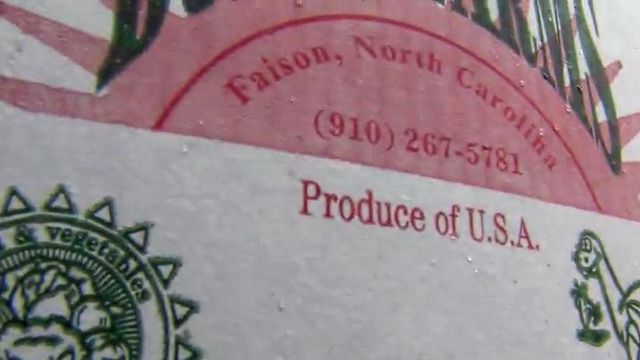 Faison, North Carolina
(910) 267-5781
Produce of U.S.A.
& vegetables